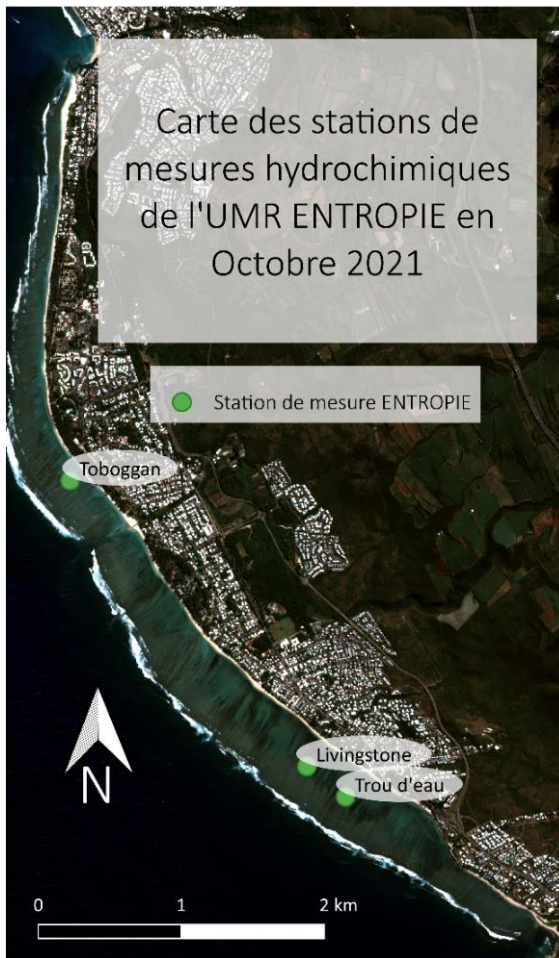 Carte des stations de
mesures hydrochimiques
de l'UMR ENTROPIE en
Octobre 2021
Station de mesure ENTROPIE
Toboggan
Livingstone
Trou d'eau
N
0 1 2 km